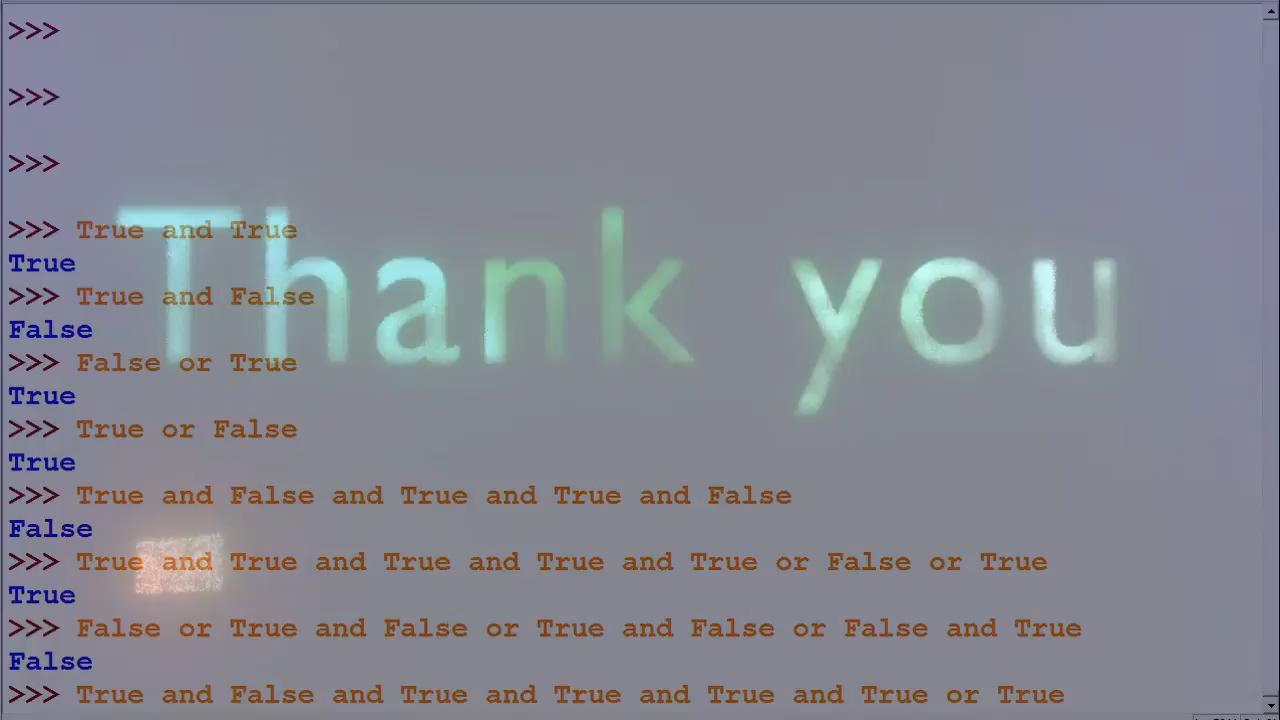 >>>
>>>
>>>
>>> True and True
True
>>> True and False
False
>>> False or True
True
>>> True or False
True
>>> True and False and True and True and False
False
>>> True and True and True and True and True or False or True
True
>>> False or True and False or True and False or False and True
False
>>> True and False and True and True and True and True or True
Thank you